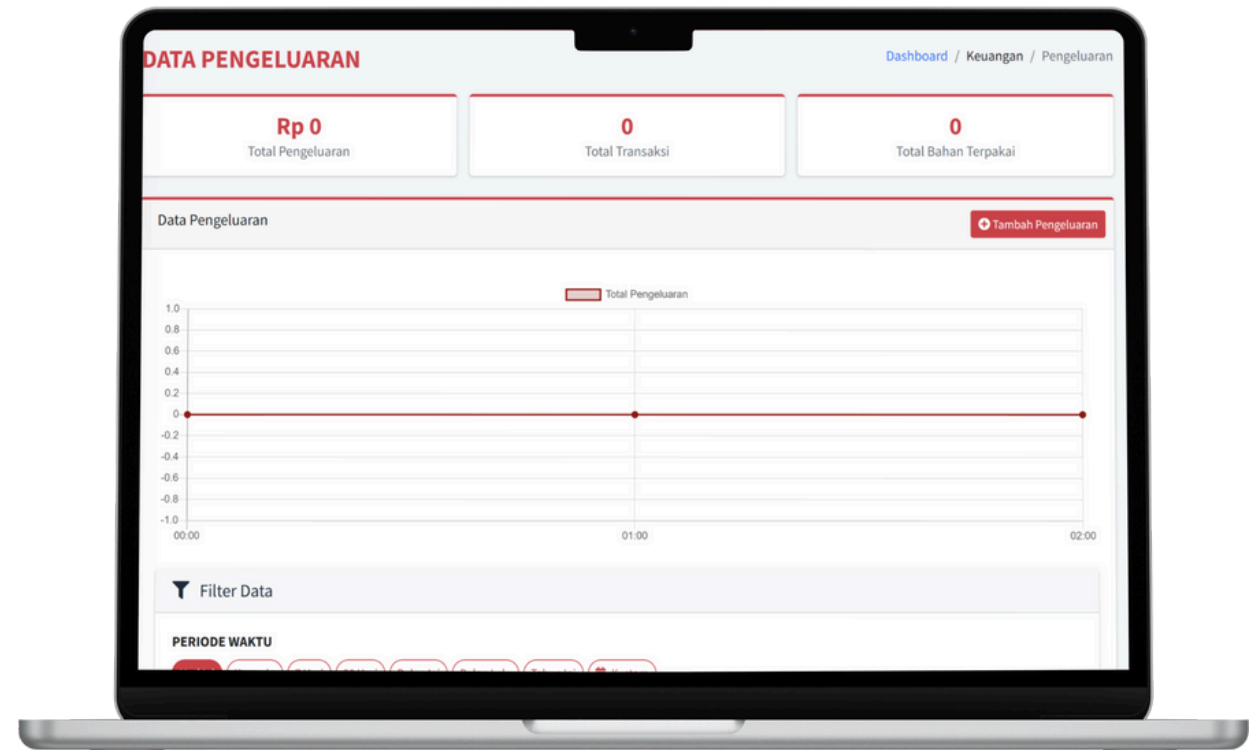 DATA PENGELUARAN
Dashboard / Keuangan / Pengeluaran
Rp 0
Total Pengeluaran
0
Total Transaksi
0
Total Bahan Terpakai
Data Pengeluaran
Tambah Pengeluaran
Total Pengeluaran
1.0
0.8
0.6
0.4
0.2
0
-0.2
-0.4
-0.6
-0.8
-1.0
00:00
01:00
02:00
Filter Data
PERIODE WAKTU